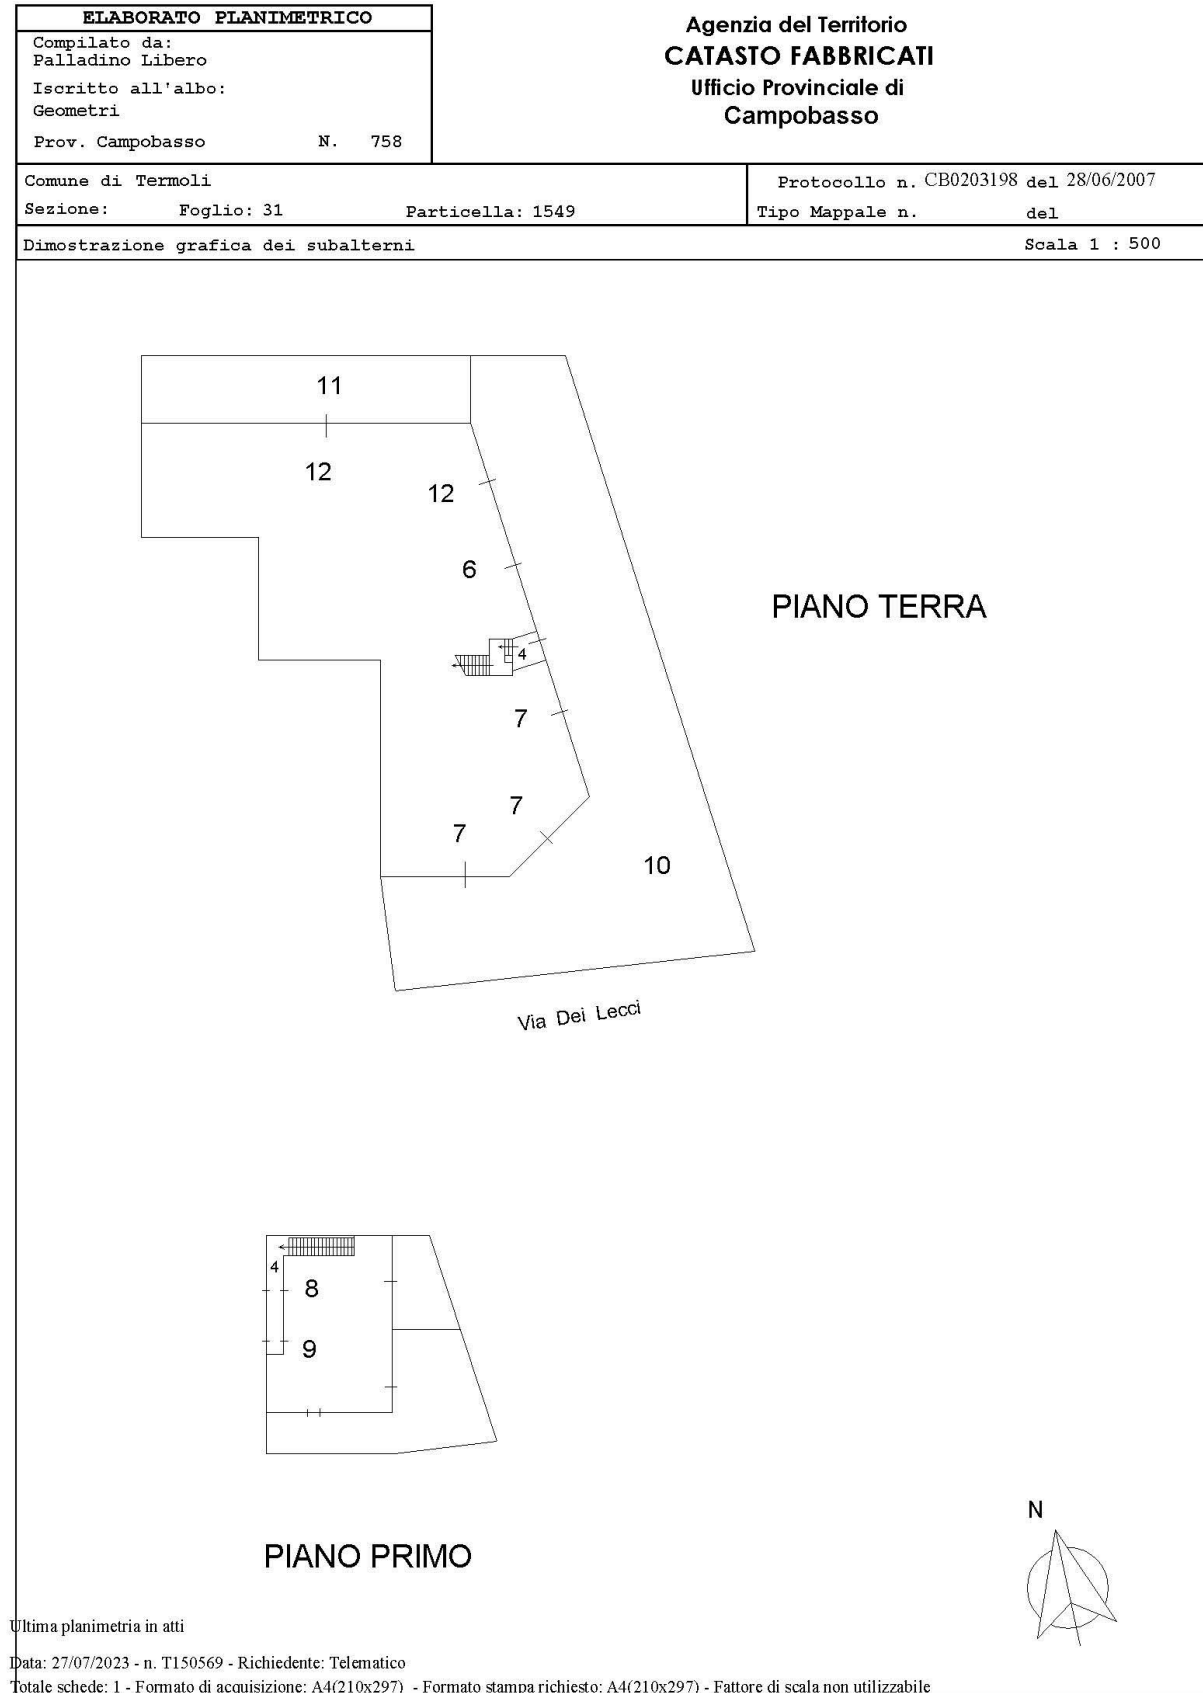 ELABORATO PLANIMETRICO
Compilato da:
Palladino Libero
Iscritto all'albo:
Geometri
Prov. Campobasso N. 758
Agenzia del Territorio
CATASTO FABBRICATI
Ufficio Provinciale di
Campobasso
Comune di Termoli
Sezione: Foglio: 31 Particella: 1549
Protocollo n. CB0203198 del 28/06/2007
Tipo Mappale n. del
Dimostrazione grafica dei subalterni
Scala 1 : 500
11
12
12
6
PIANO TERRA
4
7
7
7
10
Via Dei Lecci
4
8
9
N
PIANO PRIMO
Ultima planimetria in atti
Data: 27/07/2023 - n. T150569 - Richiedente: Telematico
Totale schede: 1 - Formato di acquisizione: A4(210x297) - Formato stampa richiesto: A4(210x297) - Fattore di scala non utilizzabile